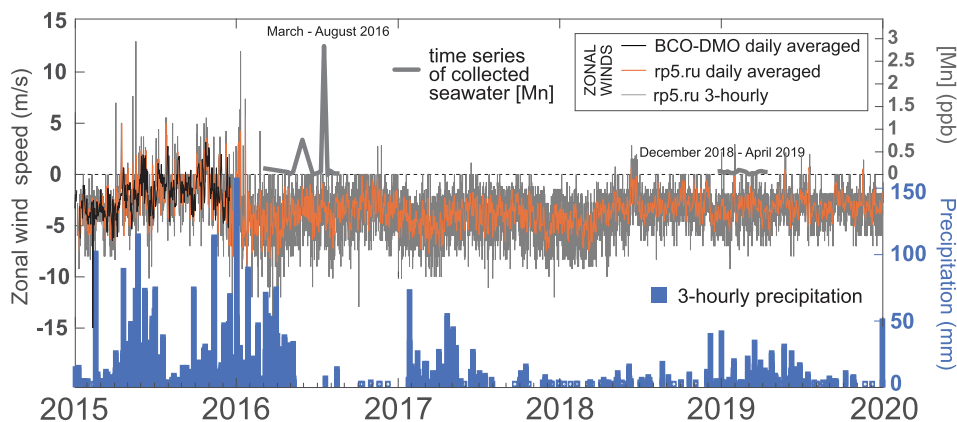 March - August 2016
time series
of collected
seawater [Mn]
ZONAL
WINDS
BCO-DMO daily averaged
rp5.ru daily averaged
rp5.ru 3-hourly
Zonal wind speed (m/s)
15
10
5
0
-5
-10
-15
[Mn] (ppb)
3
2.5
2
1.5
1
0.5
0
December 2018 - April 2019
3-hourly precipitation
Precipitation (mm)
150
100
50
0
2015
2016
2017
2018
2019
2020